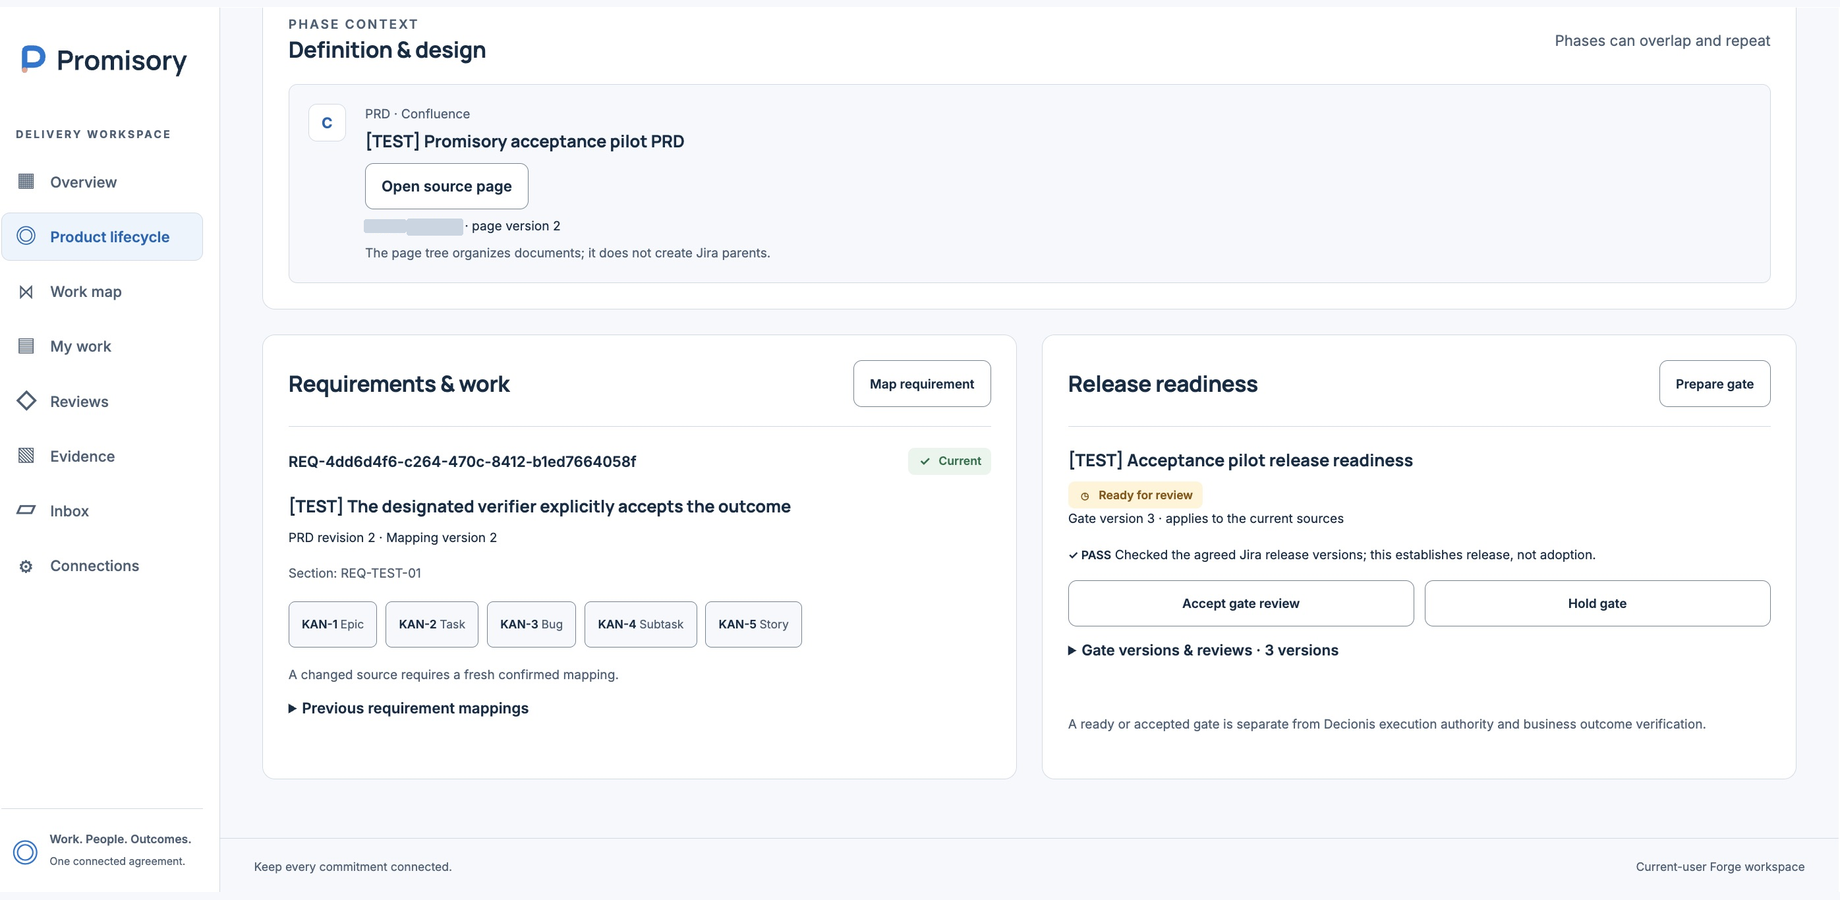 Promisory
DELIVERY WORKSPACE
Overview
Product lifecycle
Work map
My work
Reviews
Evidence
Inbox
Connections
Work. People. Outcomes.
One connected agreement.
PHASE CONTEXT
Definition & design
Phases can overlap and repeat
C
PRD · Confluence
[TEST] Promisory acceptance pilot PRD
Open source page
· page version 2
The page tree organizes documents; it does not create Jira parents.
Requirements & work
Map requirement
REQ-4dd6d4f6-c264-470c-8412-b1ed7664058f
✓ Current
[TEST] The designated verifier explicitly accepts the outcome
PRD revision 2 · Mapping version 2
Section: REQ-TEST-01
KAN-1 Epic
KAN-2 Task
KAN-3 Bug
KAN-4 Subtask
KAN-5 Story
A changed source requires a fresh confirmed mapping.
▶ Previous requirement mappings
Release readiness
Prepare gate
[TEST] Acceptance pilot release readiness
Ready for review
Gate version 3 · applies to the current sources
✓ PASS Checked the agreed Jira release versions; this establishes release, not adoption.
Accept gate review
Hold gate
▶ Gate versions & reviews · 3 versions
A ready or accepted gate is separate from Decionis execution authority and business outcome verification.
Keep every commitment connected.
Current-user Forge workspace